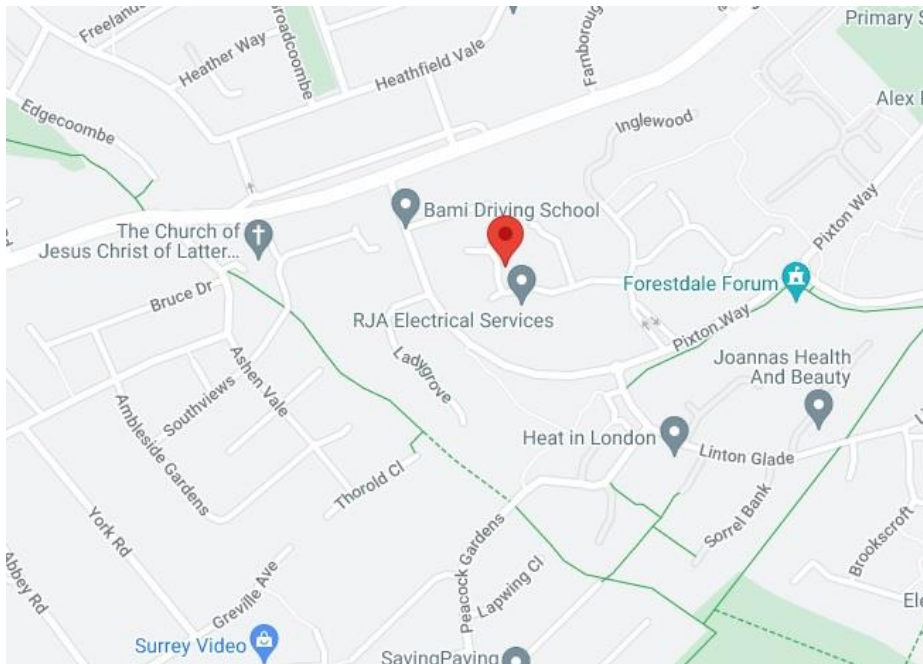 Freelands
Broadcoombe
Primary S
Heather Way
Heathfield Vale
Farnborough
Edgecoombe
Inglewood
Alex
Pixton Way
Bami Driving School
The Church of
Jesus Christ of Latter...
Forestdale Forum
Bruce Dr
RJA Electrical Services
Pixton Way
Joannas Health
And Beauty
Ladygrove
Ashen Vale
Southviews
Ambleside Gardens
Heat in London
Linton Glade
Thorold Cl
Sorrel Bank
York Rd
Brookscroft
Peacock Gardens
Abbey Rd
Greville Ave
Lapwing Cl
Ele
Surrey Video
SavingPaying